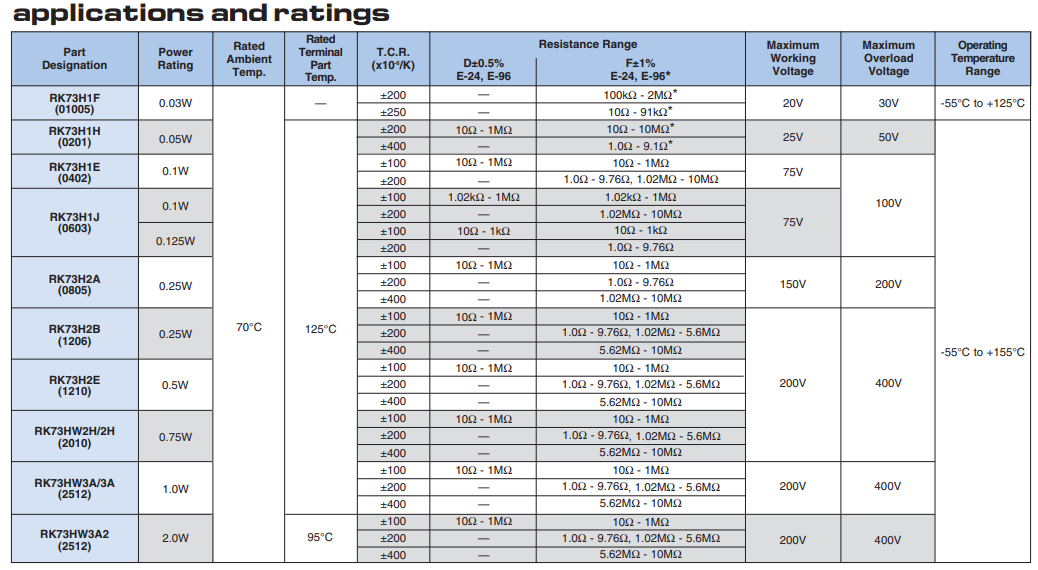 applications and ratings
Part Designation | Power Rating | Rated Ambient Temp. | Rated Terminal Part Temp. | T.C.R. (x10⁻⁶/K) | Resistance Range | Maximum Working Voltage | Maximum Overload Voltage | Operating Temperature Range
D±0.5% E-24, E-96 | F±1% E-24, E-96*
RK73H1F (01005) | 0.03W | 70°C | — | ±200 | — | 100kΩ - 2MΩ* | 20V | 30V | -55°C to +125°C
±250 | — | 10Ω - 91kΩ*
RK73H1H (0201) | 0.05W | 125°C | ±200 | 10Ω - 1MΩ | 10Ω - 10MΩ* | 25V | 50V | -55°C to +155°C
±400 | — | 1.0Ω - 9.1Ω*
RK73H1E (0402) | 0.1W | ±100 | 10Ω - 1MΩ | 10Ω - 1MΩ | 75V | 100V
±200 | — | 1.0Ω - 9.76Ω, 1.02MΩ - 10MΩ
RK73H1J (0603) | 0.1W | ±100 | 1.02kΩ - 1MΩ | 1.02kΩ - 1MΩ | 75V
±200 | — | 1.02MΩ - 10MΩ
0.125W | ±100 | 10Ω - 1kΩ | 10Ω - 1kΩ
±200 | — | 1.0Ω - 9.76Ω
RK73H2A (0805) | 0.25W | ±100 | 10Ω - 1MΩ | 10Ω - 1MΩ | 150V | 200V
±200 | — | 1.0Ω - 9.76Ω
±400 | — | 1.02MΩ - 10MΩ
RK73H2B (1206) | 0.25W | ±100 | 10Ω - 1MΩ | 10Ω - 1MΩ | 200V | 400V
±200 | — | 1.0Ω - 9.76Ω, 1.02MΩ - 5.6MΩ
±400 | — | 5.62MΩ - 10MΩ
RK73H2E (1210) | 0.5W | ±100 | 10Ω - 1MΩ | 10Ω - 1MΩ
±200 | — | 1.0Ω - 9.76Ω, 1.02MΩ - 5.6MΩ
±400 | — | 5.62MΩ - 10MΩ
RK73HW2H/2H (2010) | 0.75W | ±100 | 10Ω - 1MΩ | 10Ω - 1MΩ
±200 | — | 1.0Ω - 9.76Ω, 1.02MΩ - 5.6MΩ
±400 | — | 5.62MΩ - 10MΩ
RK73HW3A/3A (2512) | 1.0W | ±100 | 10Ω - 1MΩ | 10Ω - 1MΩ | 200V | 400V
±200 | — | 1.0Ω - 9.76Ω, 1.02MΩ - 5.6MΩ
±400 | — | 5.62MΩ - 10MΩ
RK73HW3A2 (2512) | 2.0W | 95°C | ±100 | 10Ω - 1MΩ | 10Ω - 1MΩ | 200V | 400V
±200 | — | 1.0Ω - 9.76Ω, 1.02MΩ - 5.6MΩ
±400 | — | 5.62MΩ - 10MΩ